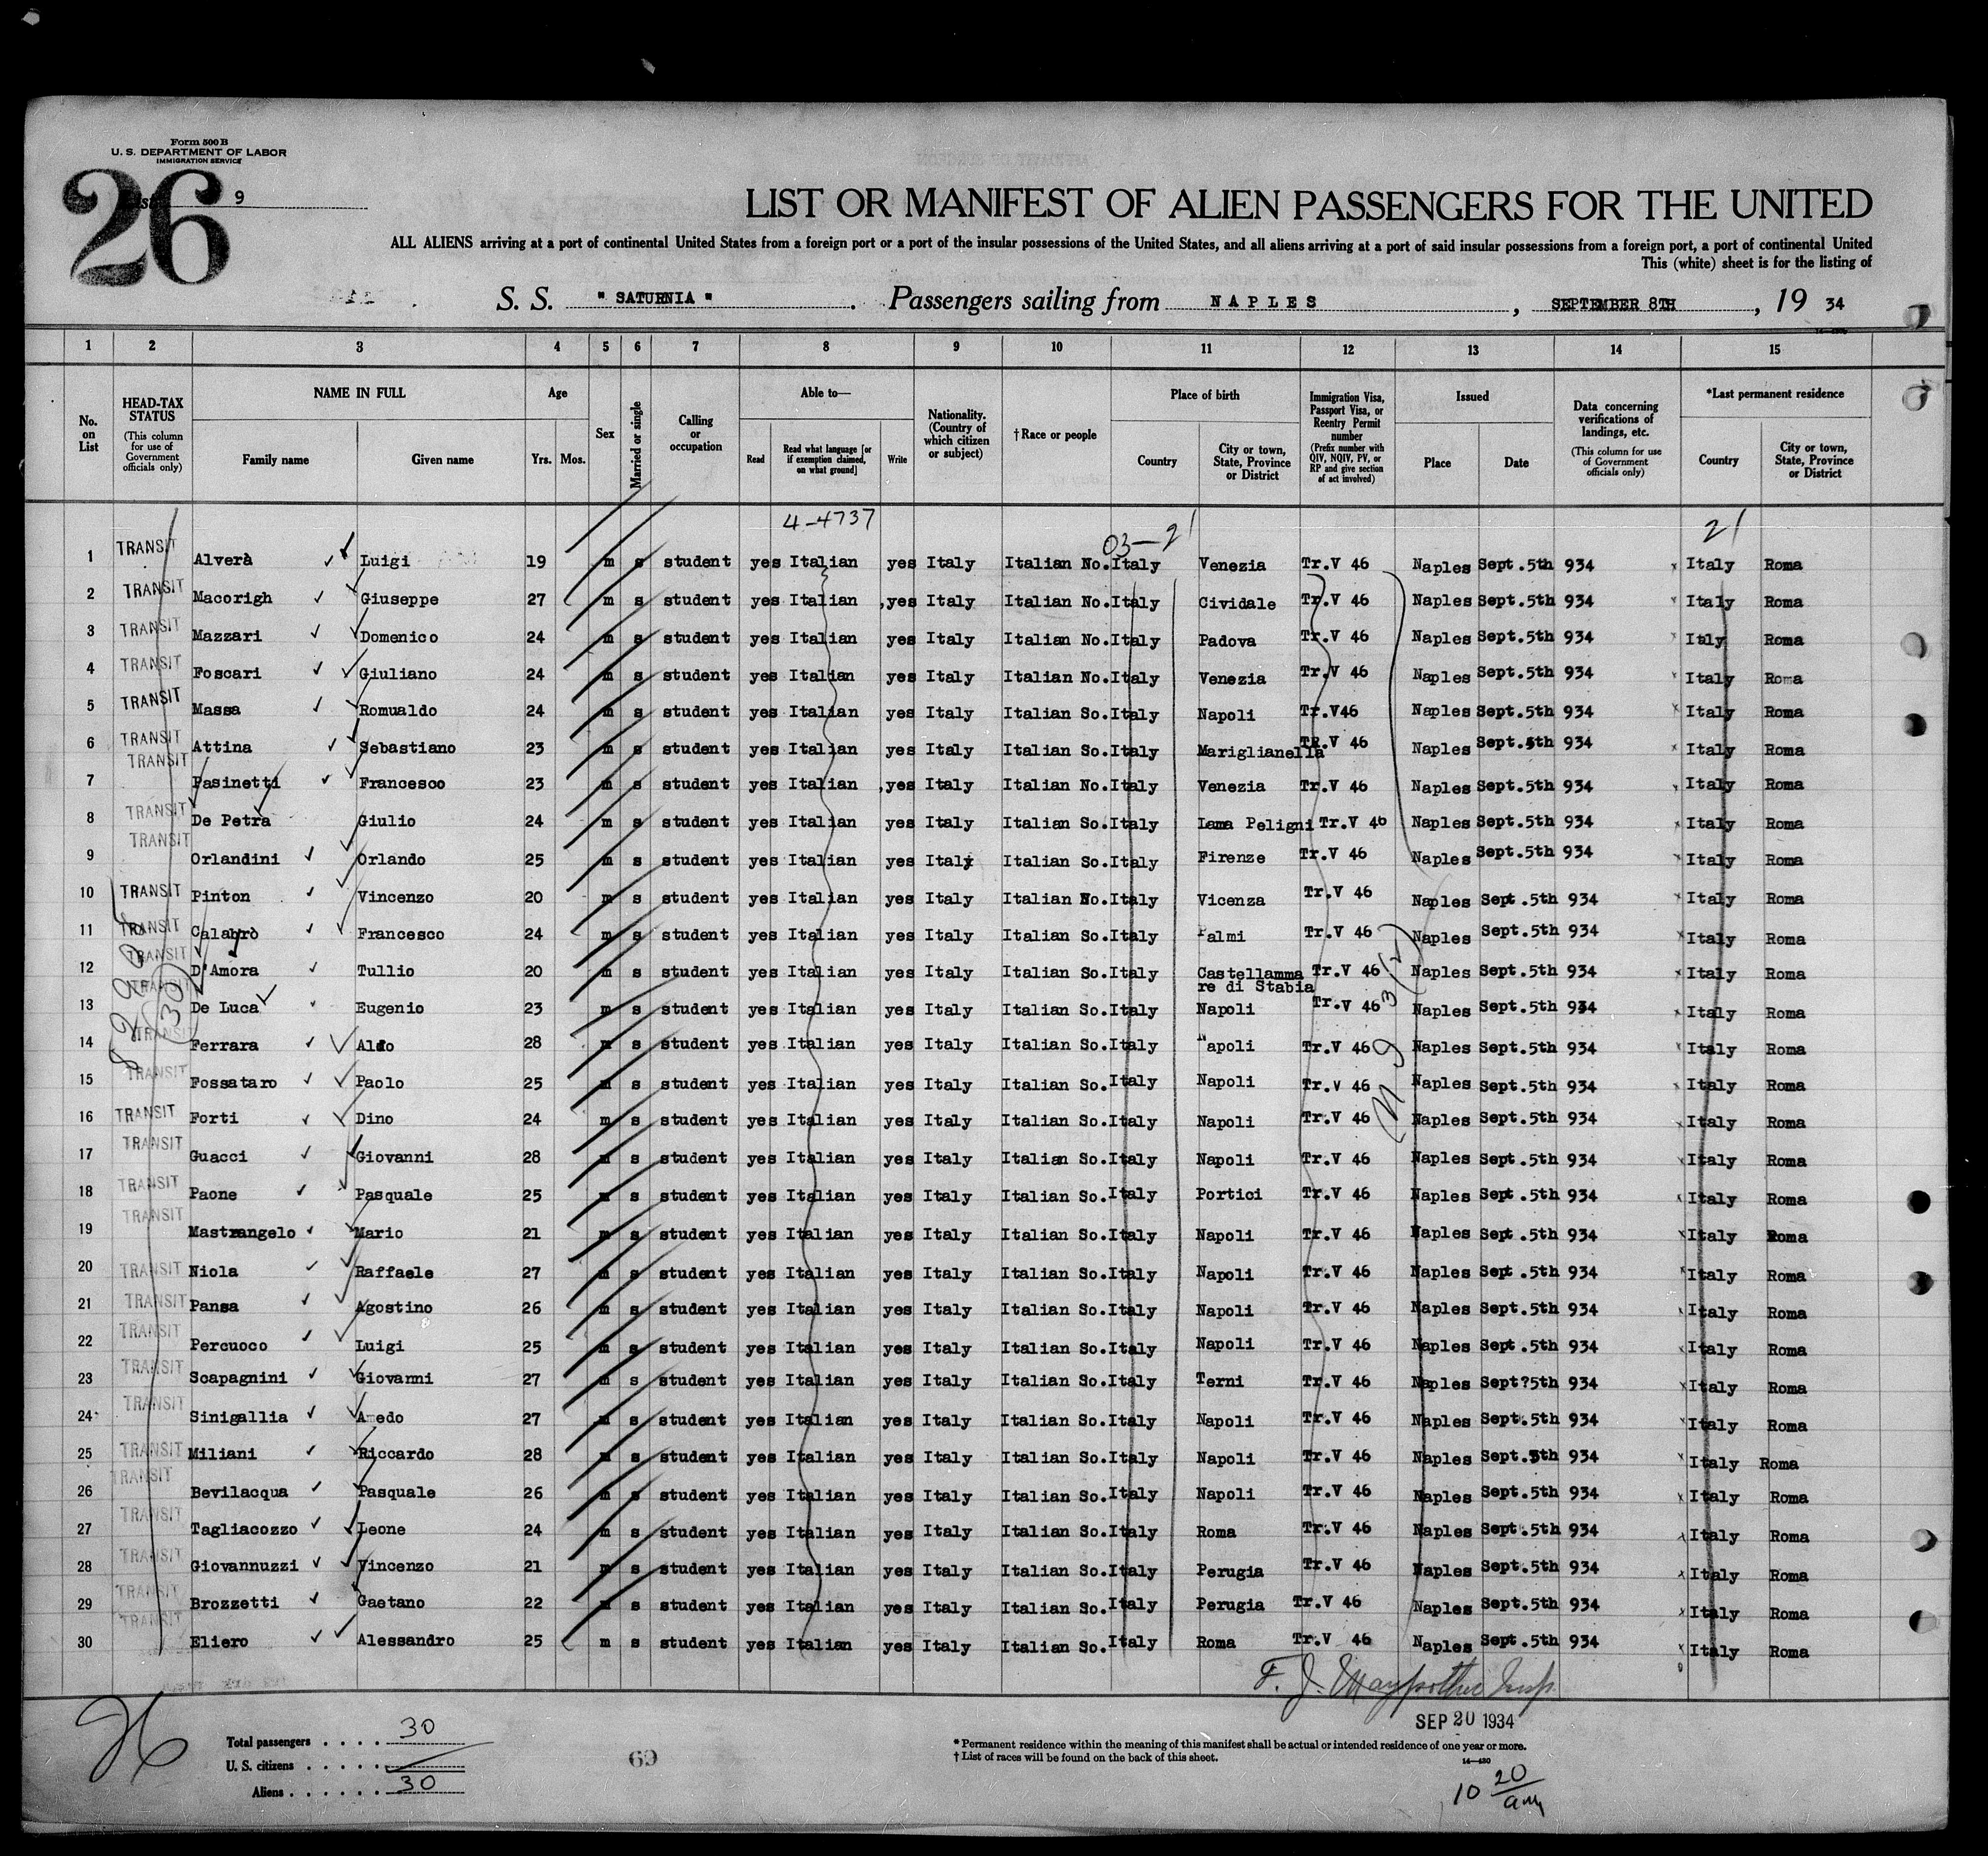 Form 500 B
U. S. DEPARTMENT OF LABOR
IMMIGRATION SERVICE
26
List 9
LIST OR MANIFEST OF ALIEN PASSENGERS FOR THE UNITED
ALL ALIENS arriving at a port of continental United States from a foreign port or a port of the insular possessions of the United States, and all aliens arriving at a port of said insular possessions from a foreign port, a port of continental United
This (white) sheet is for the listing of
S. S. " SATURNIA " . Passengers sailing from NAPLES , SEPTEMBER 8TH , 19 34
1 2 3 4 5 6 7 8 9 10 11 12 13 14 15
No. on List
HEAD-TAX STATUS (This column for use of Government officials only)
NAME IN FULL Family name Given name
Age Yrs. Mos.
Sex
Married or single
Calling or occupation
Able to— Read Read what language [or if exemption claimed, on what ground] Write
Nationality. (Country of which citizen or subject)
†Race or people
Place of birth Country City or town, State, Province or District
Immigration Visa, Passport Visa, or Reentry Permit number (Prefix number with QIV, NQIV, PV, or RP and give section of act involved)
Issued Place Date
Data concerning verifications of landings, etc. (This column for use of Government officials only)
*Last permanent residence Country City or town, State, Province or District
4-4737 03-21 21
1 TRANSIT Alverà Luigi 19 m s student yes Italian yes Italy Italian No. Italy Venezia Tr.V 46 Naples Sept.5th 934 Italy Roma
2 TRANSIT Macorigh Giuseppe 27 m s student yes Italian ,yes Italy Italian No. Italy Cividale Tr.V 46 Naples Sept.5th 934 Italy Roma
3 TRANSIT Mazzari Domenico 24 m s student yes Italian yes Italy Italian No. Italy Padova Tr.V 46 Naples Sept.5th 934 Itly Roma
4 TRANSIT Foscari Giuliano 24 m s student yes Italian yes Italy Italian No. Italy Venezia Tr.V 46 Naples Sept.5th 934 Italy Roma
5 TRANSIT Massa Romualdo 24 m s student yes Italian yes Italy Italian So. Italy Napoli Tr.V46 Naples Sept.5th 934 Italy Roma
6 TRANSIT Attina Sebastiano 23 m s student yes Italian yes Italy Italian So. Italy Mariglianella TR.V 46 Naples Sept.5th 934 Italy Roma
7 TRANSIT Pasinetti Francesco 23 m s student yes Italian ,yes Italy Italian No. Italy Venezia Tr.V 46 Naples Sept.5th 934 Italy Roma
8 TRANSIT De Petra Giulio 24 m s student yes Italian yes Italy Italian So. Italy Lama Peligni Tr.V 46 Naples Sept.5th 934 Italy Roma
9 TRANSIT Orlandini Orlando 25 m s student yes Italian yes Italy Italian So. Italy Firenze Tr.V 46 Naples Sept.5th 934 Italy Roma
10 TRANSIT Pinton Vincenzo 20 m s student yes Italian yes Italy Italian No. Italy Vicenza Tr.V 46 Naples Sept.5th 934 Italy Roma
11 TRANSIT Calabrò Francesco 24 m s student yes Italian yes Italy Italian So. Italy Palmi Tr.V 46 Naples Sept.5th 934 Italy Roma
12 TRANSIT D'Amora Tullio 20 m s student yes Italian yes Italy Italian So. Italy Castellamma Tr.V 46 Naples Sept.5th 934 Italy Roma
re di Stabia
13 TRANSIT De Luca Eugenio 23 m s student yes Italian yes Italy Italian So. Italy Napoli Tr.V 46 Naples Sept.5th 934 Italy Roma
14 TRANSIT Ferrara Aldo 28 m s student yes Italian yes Italy Italian So. Italy Napoli Tr.V 46 Naples Sept.5th 934 Italy Roma
15 TRANSIT Fossataro Paolo 25 m s student yes Italian yes Italy Italian So. Italy Napoli Tr.V 46 Naples Sept.5th 934 Italy Roma
16 TRANSIT Forti Dino 24 m s student yes Italian yes Italy Italian So. Italy Napoli Tr.V 46 Naples Sept.5th 934 Italy Roma
17 TRANSIT Guacci Giovanni 28 m s student yes Italian yes Italy Italian So. Italy Napoli Tr.V 46 Naples Sept.5th 934 Italy Roma
18 TRANSIT Paone Pasquale 25 m s student yes Italian yes Italy Italian So. Italy Portici Tr.V 46 Naples Sept.5th 934 Italy Roma
19 TRANSIT Mastrangelo Mario 21 m s student yes Italian yes Italy Italian So. Italy Napoli Tr.V 46 Naples Sept.5th 934 Italy Roma
20 TRANSIT Niola Raffaele 27 m s student yes Italian yes Italy Italian So. Italy Napoli Tr.V 46 Naples Sept.5th 934 Italy Roma
21 TRANSIT Pansa Agostino 26 m s student yes Italian yes Italy Italian So. Italy Napoli Tr.V 46 Naples Sept.5th 934 Italy Roma
22 TRANSIT Percuoco Luigi 25 m s student yes Italian yes Italy Italian So. Italy Napoli Tr.V 46 Naples Sept.5th 934 Italy Roma
23 TRANSIT Scapagnini Giovanni 27 m s student yes Italian yes Italy Italian So. Italy Terni Tr.V 46 Naples Sept?5th 934 Italy Roma
24 TRANSIT Sinigallia Amedo 27 m s student yes Italian yes Italy Italian So. Italy Napoli Tr.V 46 Naples Sept.5th 934 Italy Roma
25 TRANSIT Miliani Riccardo 28 m s student yes Italian yes Italy Italian So. Italy Napoli Tr.V 46 Naples Sept.5th 934 Italy Roma
26 TRANSIT Bevilacqua Pasquale 26 m s student yes Italian yes Italy Italian So. Italy Napoli Tr.V 46 Naples Sept.5th 934 Italy Roma
27 TRANSIT Tagliacozzo Leone 24 m s student yes Italian yes Italy Italian So. Italy Roma Tr.V 46 Naples Sept.5th 934 Italy Roma
28 TRANSIT Giovannuzzi Vincenzo 21 m s student yes Italian yes Italy Italian So. Italy Perugia Tr.V 46 Naples Sept.5th 934 Italy Roma
29 TRANSIT Brozzetti Gaetano 22 m s student yes Italian yes Italy Italian So. Italy Perugia Tr.V 46 Naples Sept.5th 934 Italy Roma
30 TRANSIT Eliero Alessandro 25 m s student yes Italian yes Italy Italian So. Italy Roma Tr.V 46 Naples Sept.5th 934 Italy Roma
(30)
F. J. Insp.
SEP 20 1934
Total passengers . . . . 30
U. S. citizens . . . . .
Aliens . . . . . . 30
69
* Permanent residence within the meaning of this manifest shall be actual or intended residence of one year or more.
† List of races will be found on the back of this sheet.
14—430
10 20 am